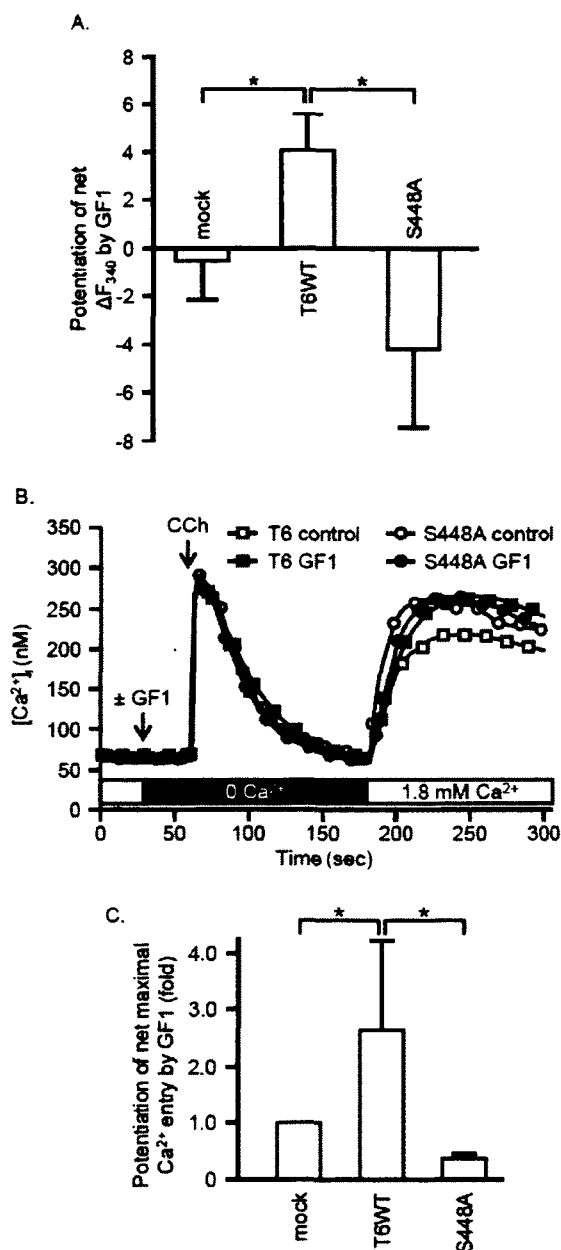 A.
Potentiation of net
ΔF340 by GF1
8
6
4
2
0
-2
-4
-6
-8
*
*
mock
T6WT
S448A
B.
[Ca²⁺]i (nM)
350
300
250
200
150
100
50
0
CCh
± GF1
T6 control
S448A control
T6 GF1
S448A GF1
0 Ca²⁺
1.8 mM Ca²⁺
0
50
100
150
200
250
300
Time (sec)
C.
Potentiation of net maximal
Ca²⁺ entry by GF1 (fold)
4.0
3.0
2.0
1.0
0
*
*
mock
T6WT
S448A